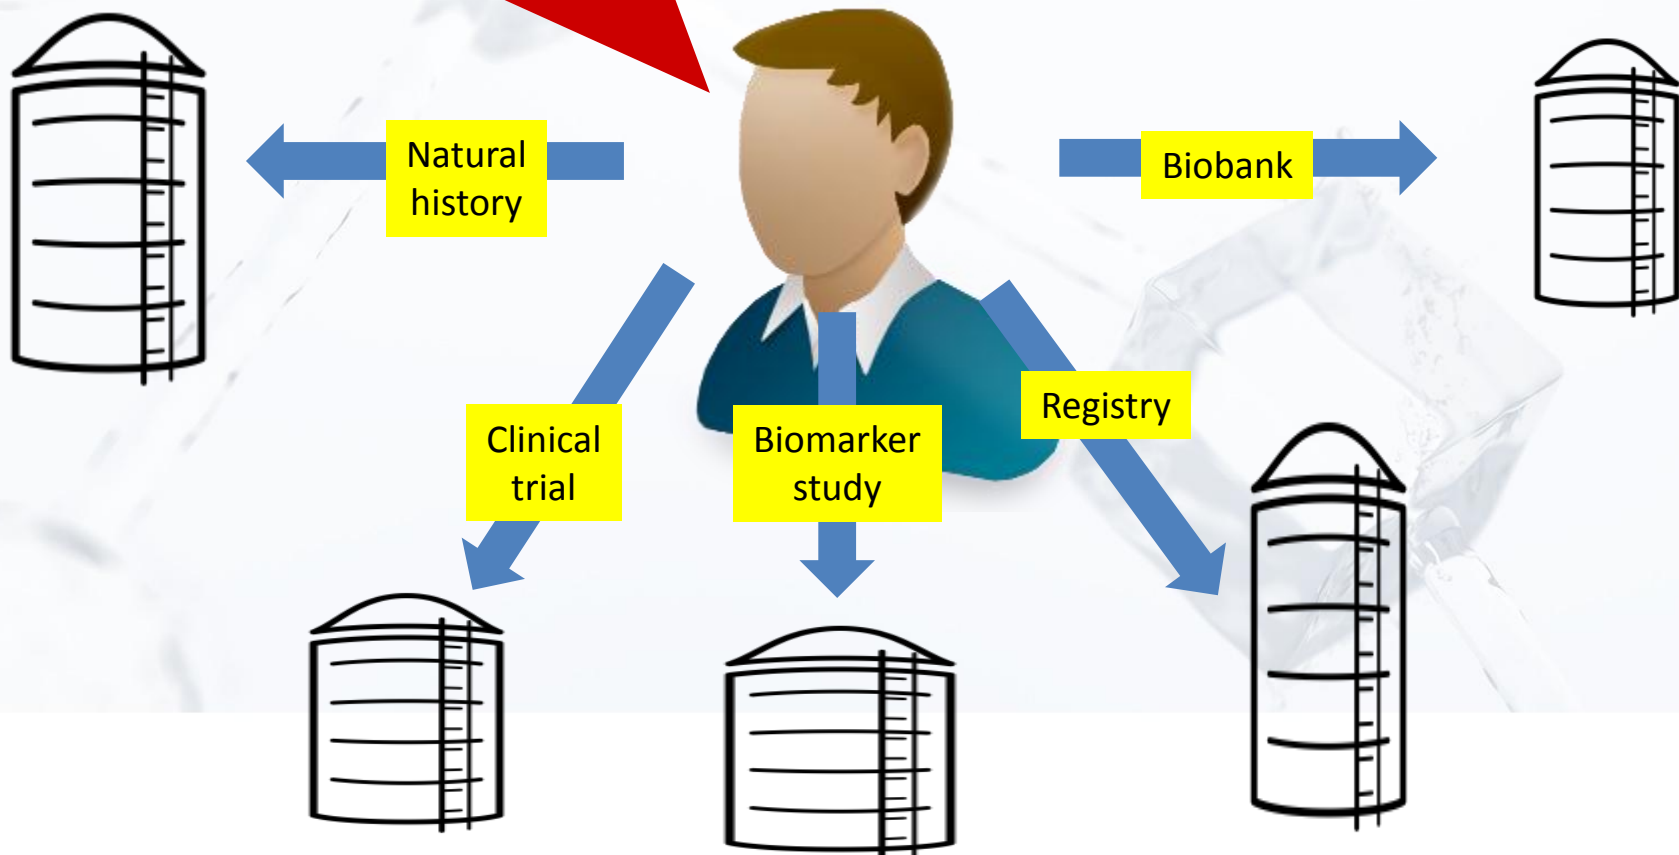 Natural
history
Biobank
Clinical
trial
Biomarker
study
Registry